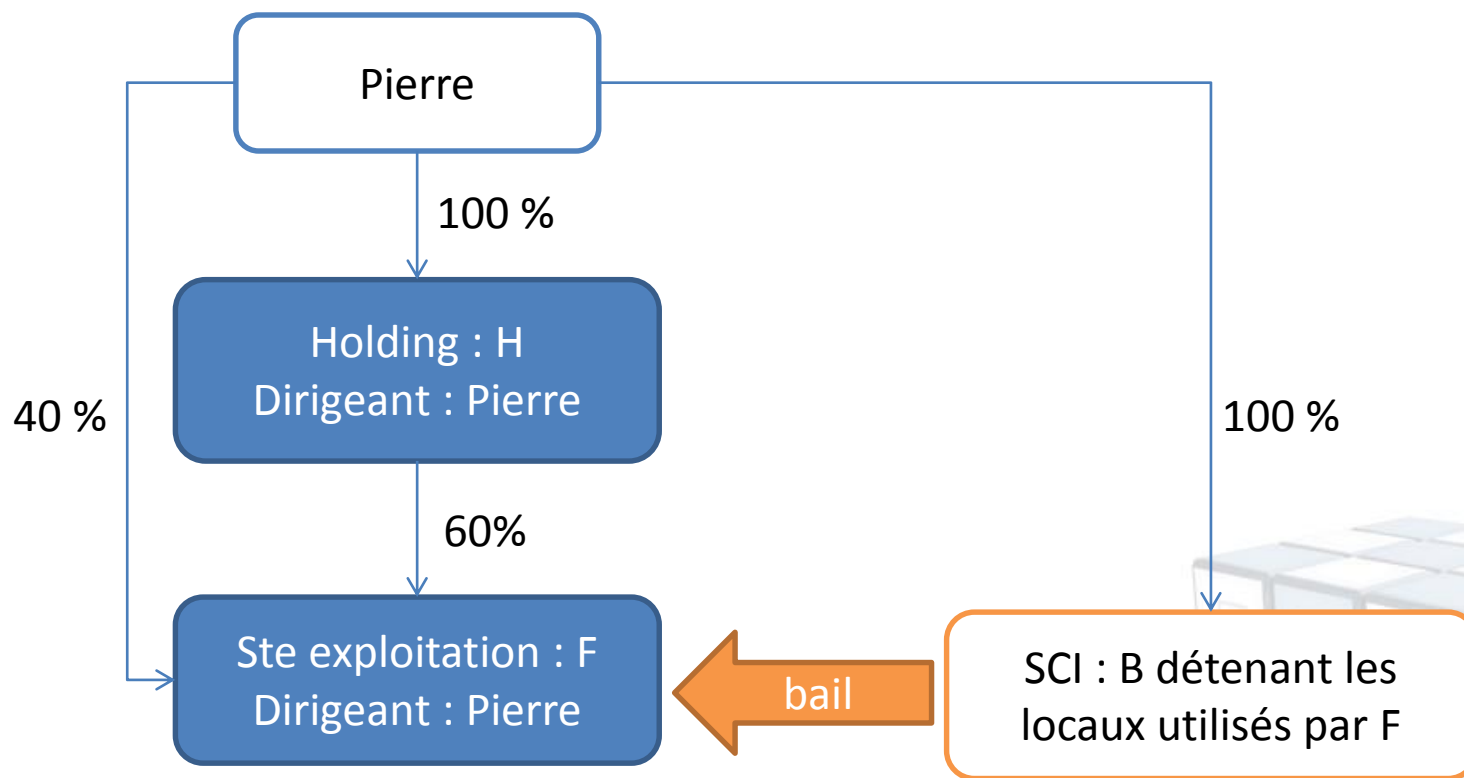 Pierre
100 %
Holding : H
Dirigeant : Pierre
40 %
100 %
60%
Ste exploitation : F
Dirigeant : Pierre
bail
SCI : B détenant les
locaux utilisés par F